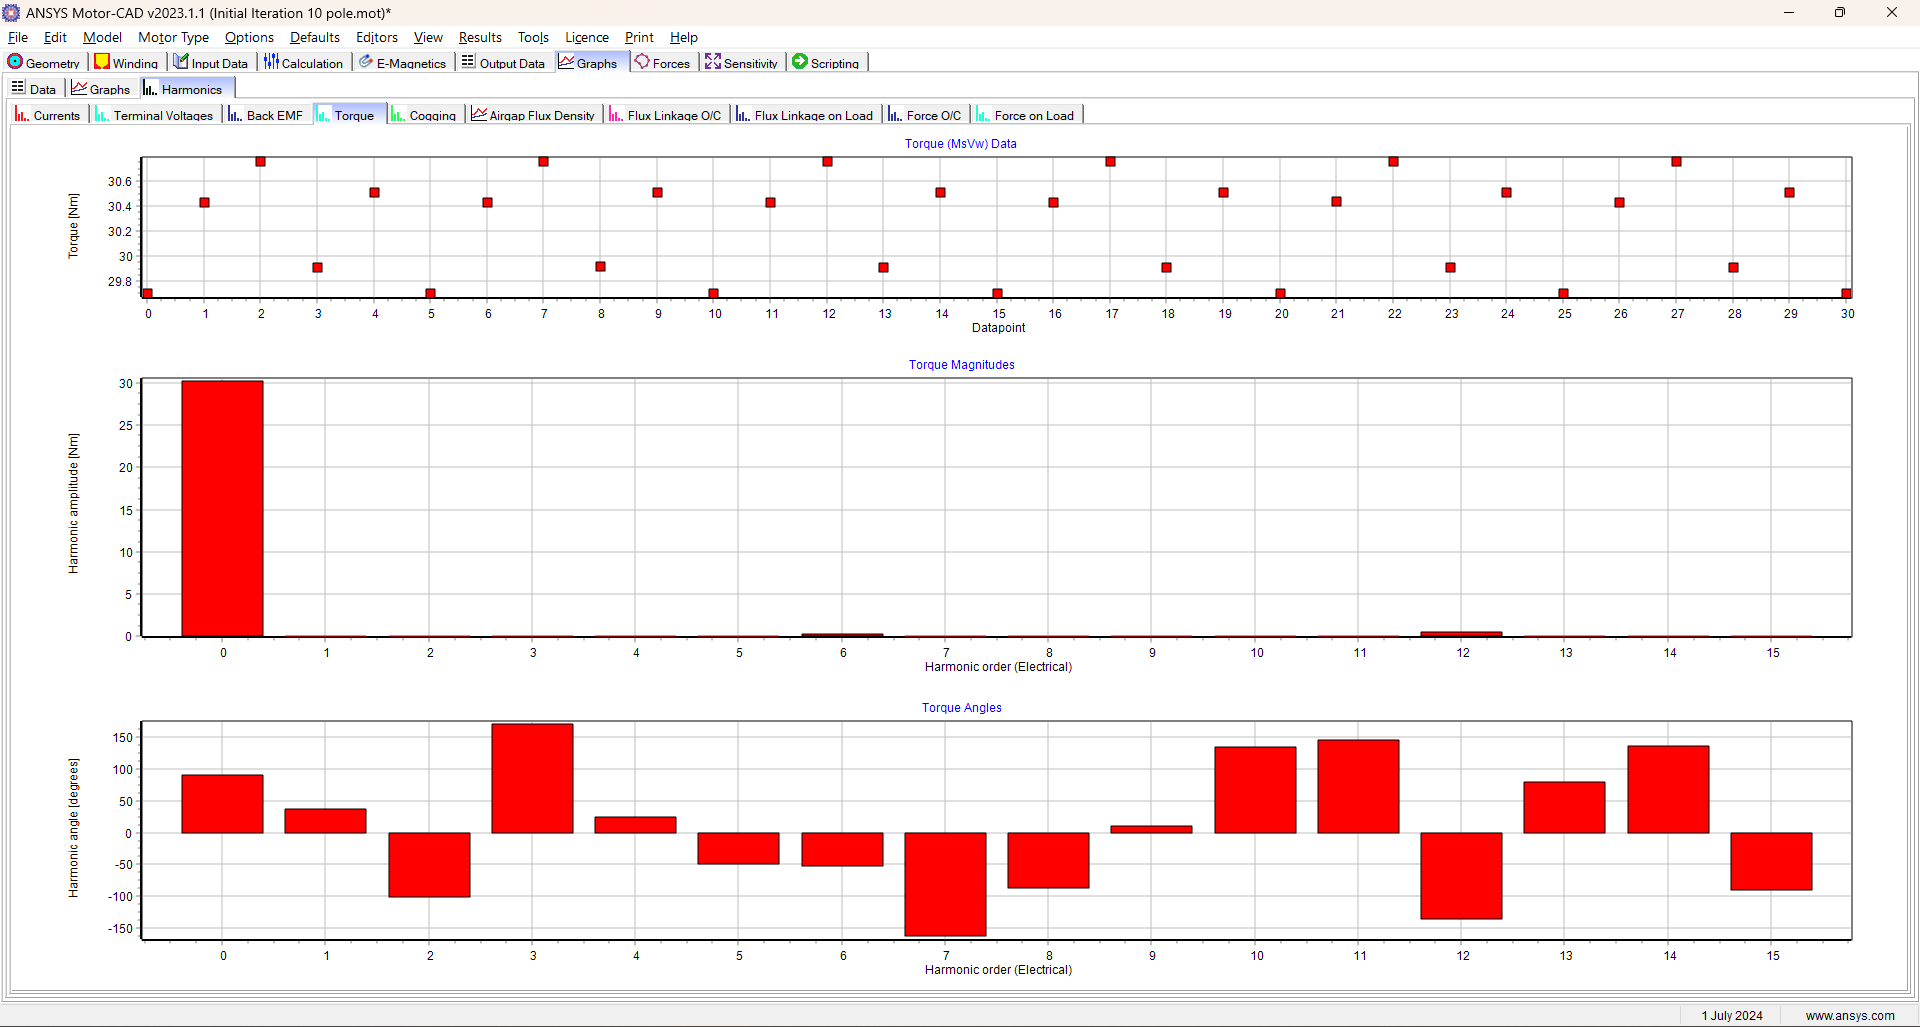 ANSYS Motor-CAD v2023.1.1 (Initial Iteration 10 pole.mot)*
File Edit Model Motor Type Options Defaults Editors View Results Tools Licence Print Help
Geometry Winding Input Data Calculation E-Magnetics Output Data Graphs Forces Sensitivity Scripting
Data Graphs Harmonics
Currents Terminal Voltages Back EMF Torque Cogging Airgap Flux Density Flux Linkage O/C Flux Linkage on Load Force O/C Force on Load
Torque (MsVw) Data
Torque [Nm]
30.6
30.4
30.2
30
29.8
0 1 2 3 4 5 6 7 8 9 10 11 12 13 14 15 16 17 18 19 20 21 22 23 24 25 26 27 28 29 30
Datapoint
Torque Magnitudes
Harmonic amplitude [Nm]
30
25
20
15
10
5
0
0 1 2 3 4 5 6 7 8 9 10 11 12 13 14 15
Harmonic order (Electrical)
Torque Angles
Harmonic angle [degrees]
150
100
50
0
-50
-100
-150
0 1 2 3 4 5 6 7 8 9 10 11 12 13 14 15
Harmonic order (Electrical)
1 July 2024 www.ansys.com